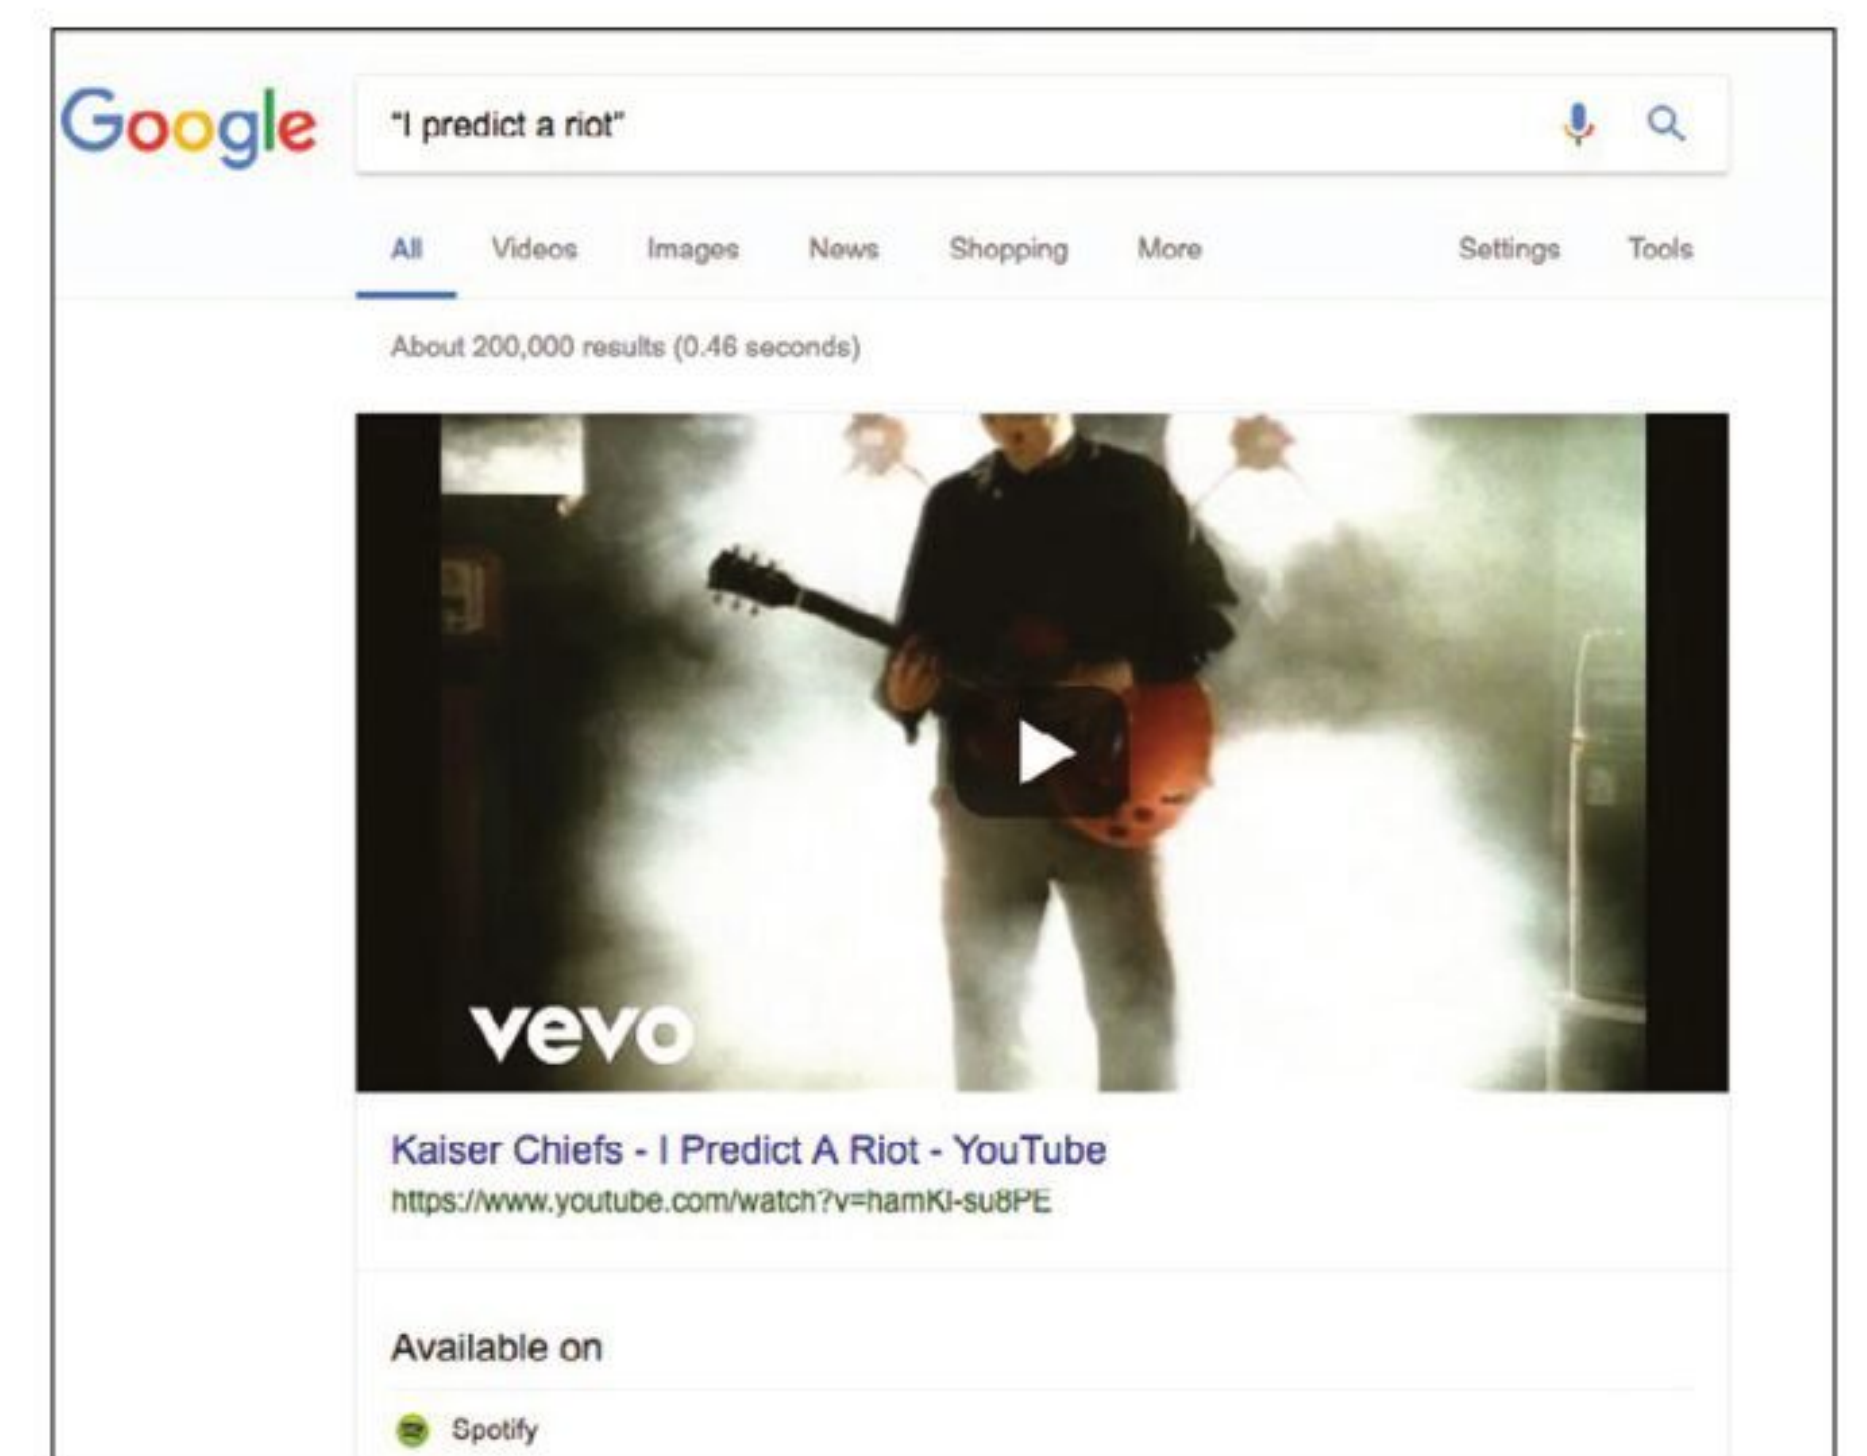 Google
"I predict a riot"
All Videos Images News Shopping More Settings Tools
About 200,000 results (0.46 seconds)
vevo
Kaiser Chiefs - I Predict A Riot - YouTube
https://www.youtube.com/watch?v=hamKl-su8PE
Available on
Spotify